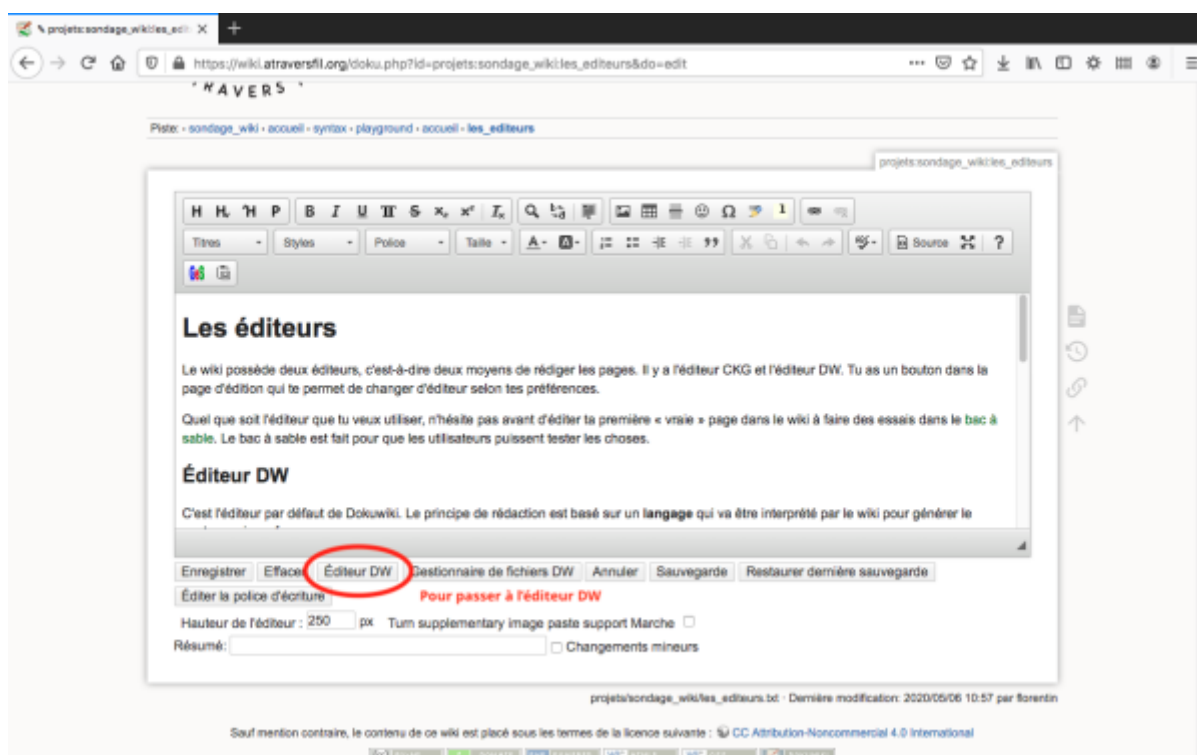 projets:sondage_wiki:les_edit
https://wiki.atraversfil.org/doku.php?id=projets:sondage_wiki:les_editeurs&do=edit
Piste: · sondage_wiki · accueil · syntax · playground · accueil · les_editeurs
projets:sondage_wiki:les_editeurs
Titres Styles Police Taille Source ?
Les éditeurs
Le wiki possède deux éditeurs, c'est-à-dire deux moyens de rédiger les pages. Il y a l'éditeur CKG et l'éditeur DW. Tu as un bouton dans la
page d'édition qui te permet de changer d'éditeur selon tes préférences.
Quel que soit l'éditeur que tu veux utiliser, n'hésite pas avant d'éditer ta première « vraie » page dans le wiki à faire des essais dans le bac à
sable. Le bac à sable est fait pour que les utilisateurs puissent tester les choses.
Éditeur DW
C'est l'éditeur par défaut de Dokuwiki. Le principe de rédaction est basé sur un langage qui va être interprété par le wiki pour générer le
Enregistrer Effacer Éditeur DW Gestionnaire de fichiers DW Annuler Sauvegarde Restaurer dernière sauvegarde
Éditer la police d'écriture Pour passer à l'éditeur DW
Hauteur de l'éditeur : 250 px Turn supplementary image paste support Marche
Résumé: Changements mineurs
projets/sondage_wiki/les_editeurs.txt · Dernière modification: 2020/05/06 10:57 par florentin
Sauf mention contraire, le contenu de ce wiki est placé sous les termes de la licence suivante : CC Attribution-Noncommercial 4.0 International